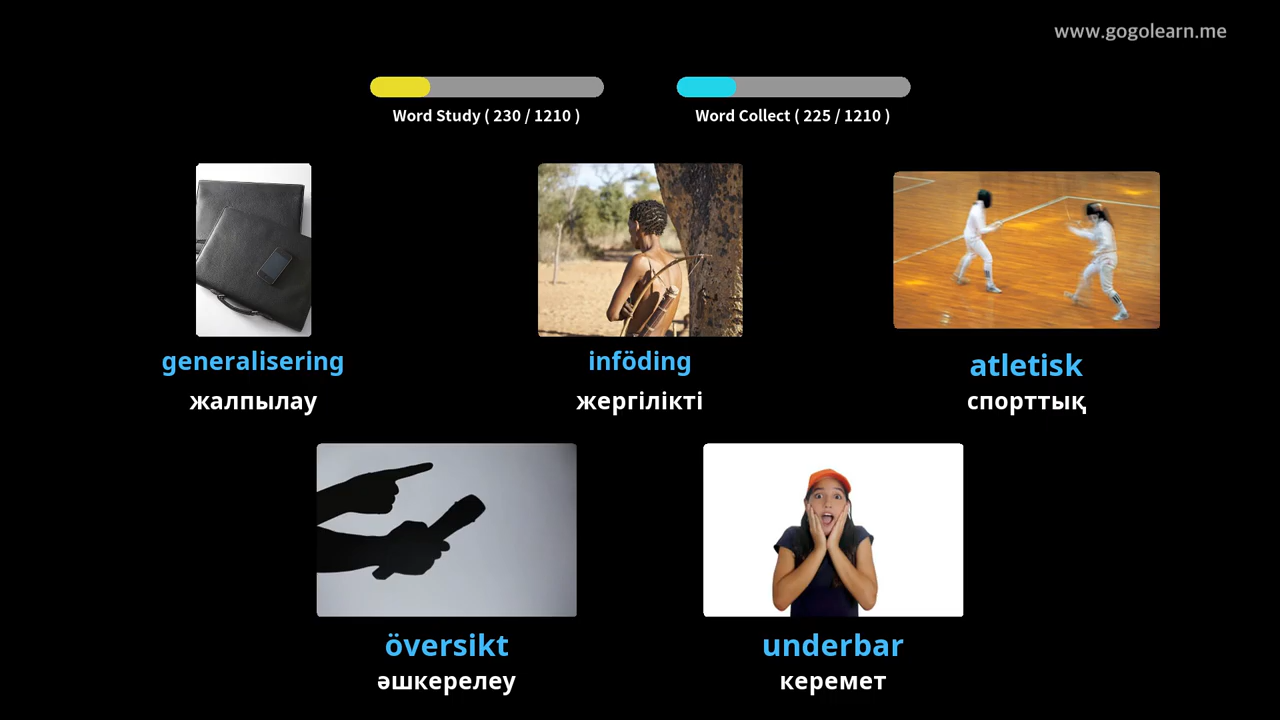 www.gogolearn.me
Word Study ( 230 / 1210 )
Word Collect ( 225 / 1210 )
generalisering
жалпылау
inföding
жергілікті
atletisk
спорттық
översikt
әшкерелеу
underbar
керемет